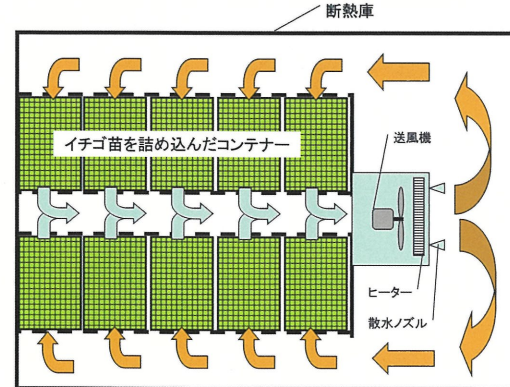 断熱庫
イチゴ苗を詰め込んだコンテナー
送風機
ヒーター
散水ノズル